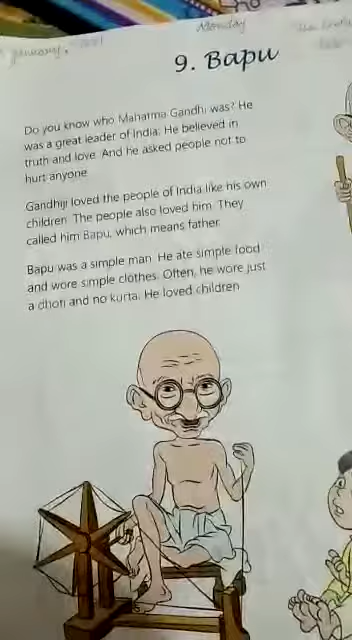 Monday
January,
9. Bapu
Do you know who Mahatma Gandhi was? He
was a great leader of India. He believed in
truth and love. And he asked people not to
hurt anyone.
Gandhiji loved the people of India like his own
children. The people also loved him. They
called him Bapu, which means father.
Bapu was a simple man. He ate simple food
and wore simple clothes. Often, he wore just
a dhoti and no kurta. He loved children